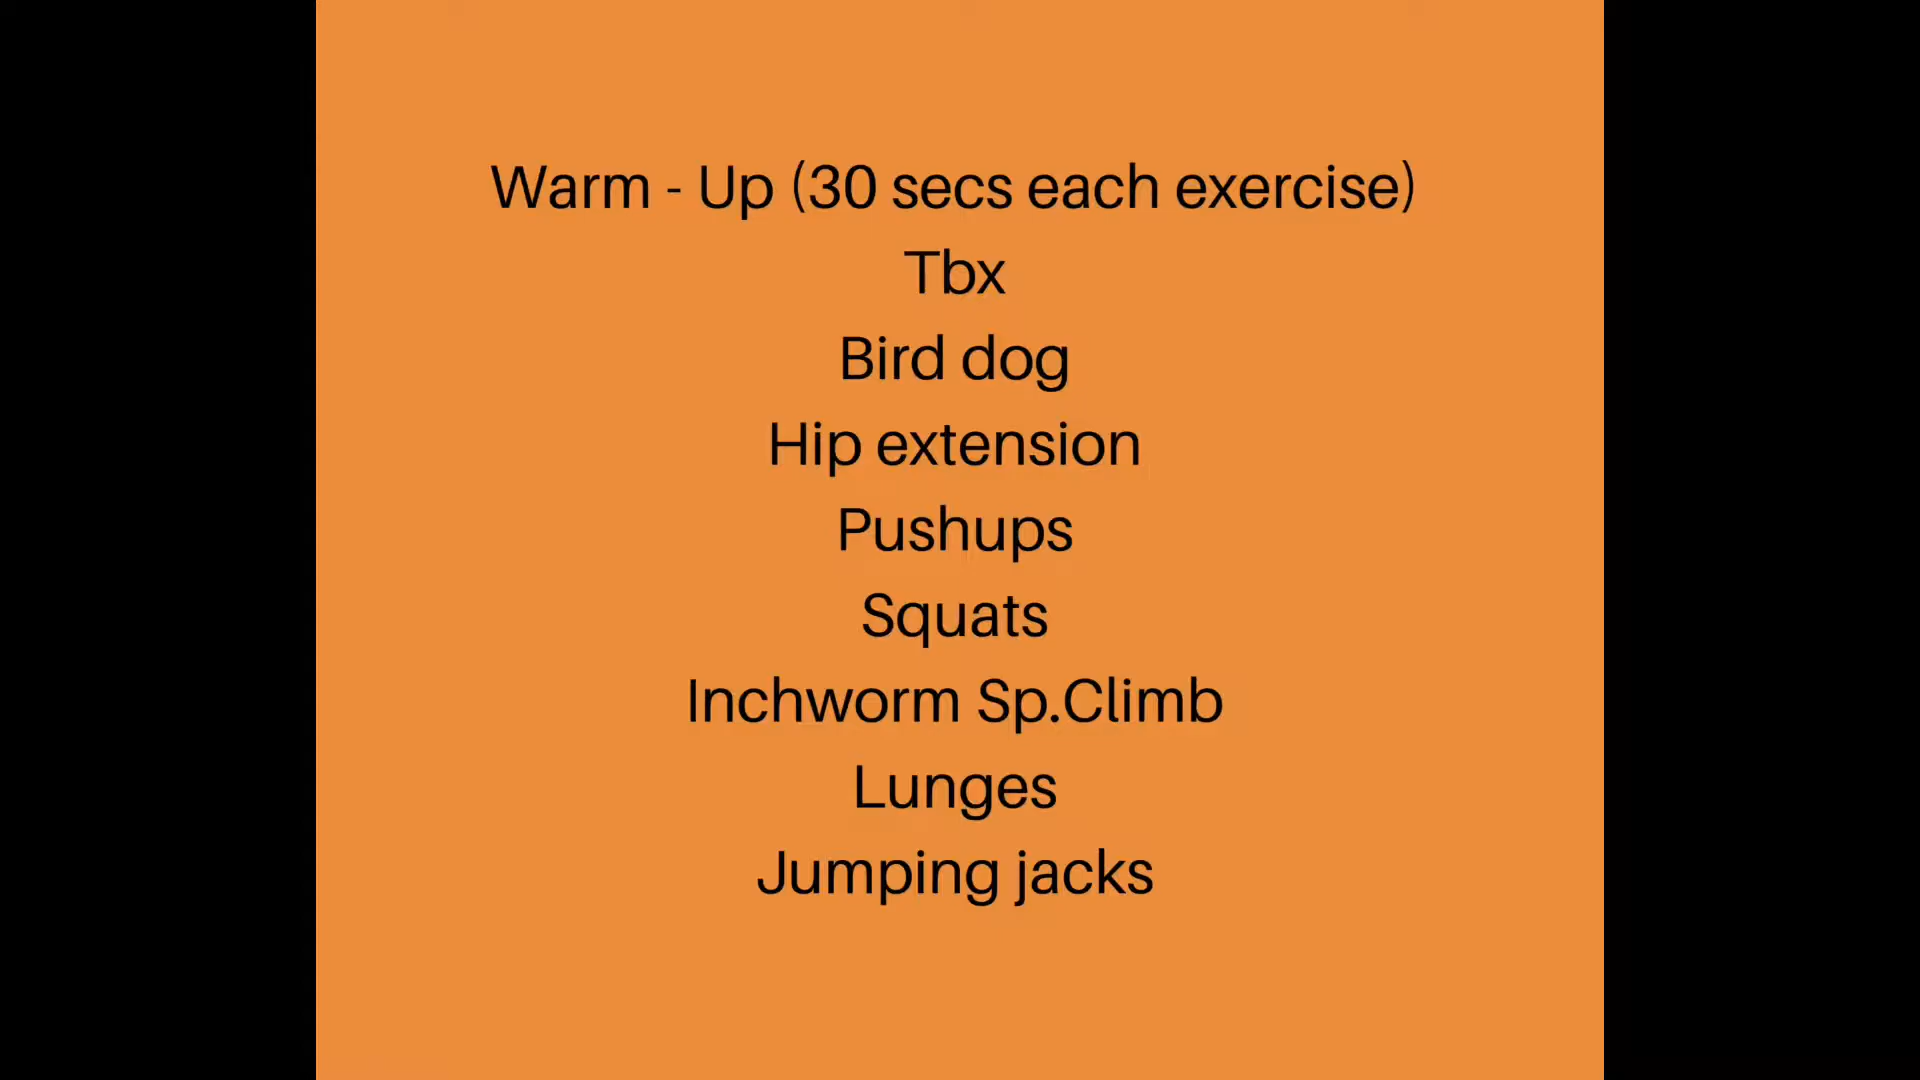 Warm - Up (30 secs each exercise)
Tbx
Bird dog
Hip extension
Pushups
Squats
Inchworm Sp.Climb
Lunges
Jumping jacks